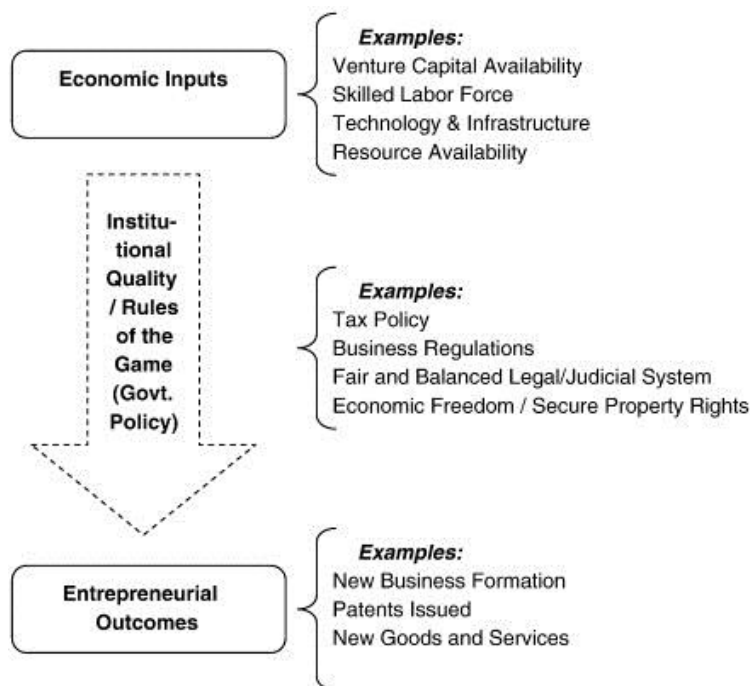 Economic Inputs
Examples:
Venture Capital Availability
Skilled Labor Force
Technology & Infrastructure
Resource Availability
Institu-
tional
Quality
/ Rules
of the
Game
(Govt.
Policy)
Examples:
Tax Policy
Business Regulations
Fair and Balanced Legal/Judicial System
Economic Freedom / Secure Property Rights
Entrepreneurial
Outcomes
Examples:
New Business Formation
Patents Issued
New Goods and Services